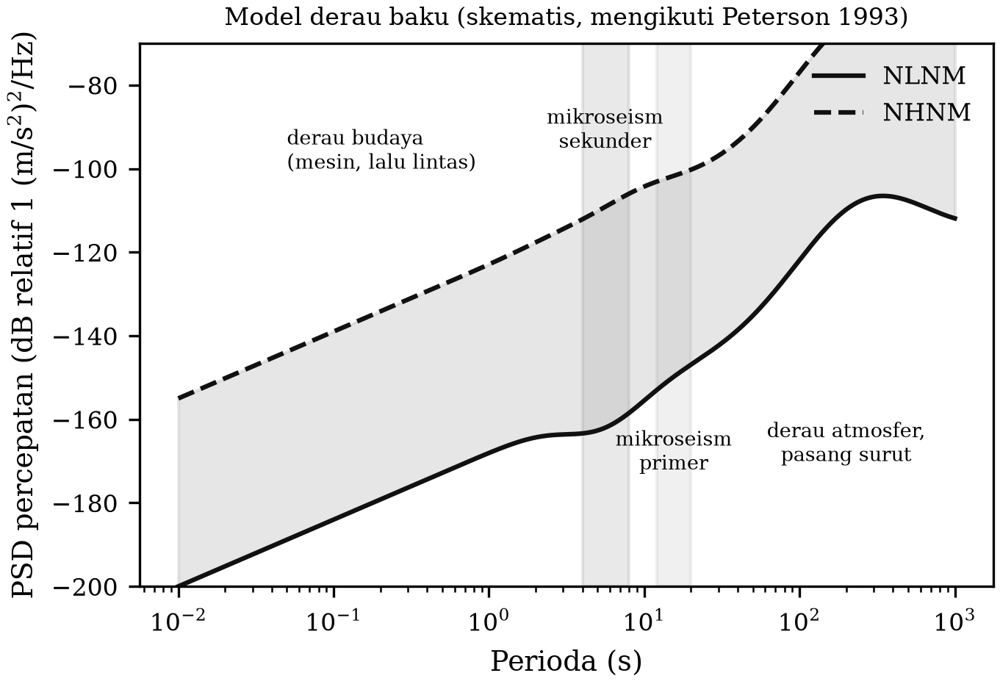 Model derau baku (skematis, mengikuti Peterson 1993)
PSD percepatan (dB relatif 1 (m/s²)²/Hz)
−80
−100
−120
−140
−160
−180
−200
NLNM
NHNM
mikroseism
sekunder
derau budaya
(mesin, lalu lintas)
mikroseism
primer
derau atmosfer,
pasang surut
10⁻²
10⁻¹
10⁰
10¹
10²
10³
Perioda (s)